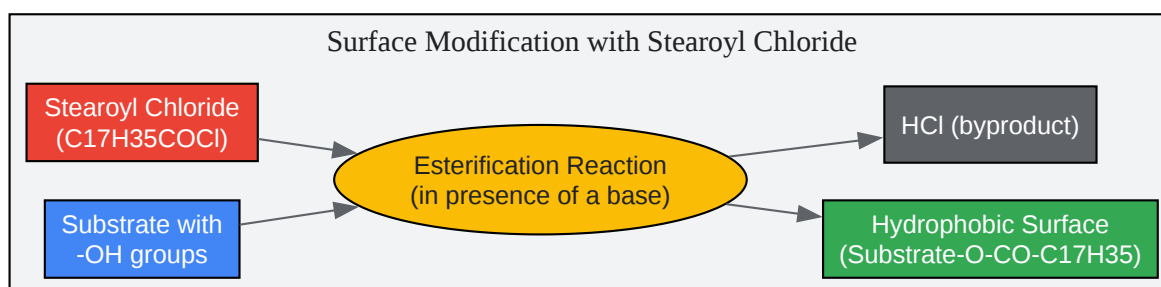 Surface Modification with Stearoyl Chloride
Stearoyl Chloride
(C17H35COCl)
Substrate with
-OH groups
Esterification Reaction
(in presence of a base)
HCl (byproduct)
Hydrophobic Surface
(Substrate-O-CO-C17H35)